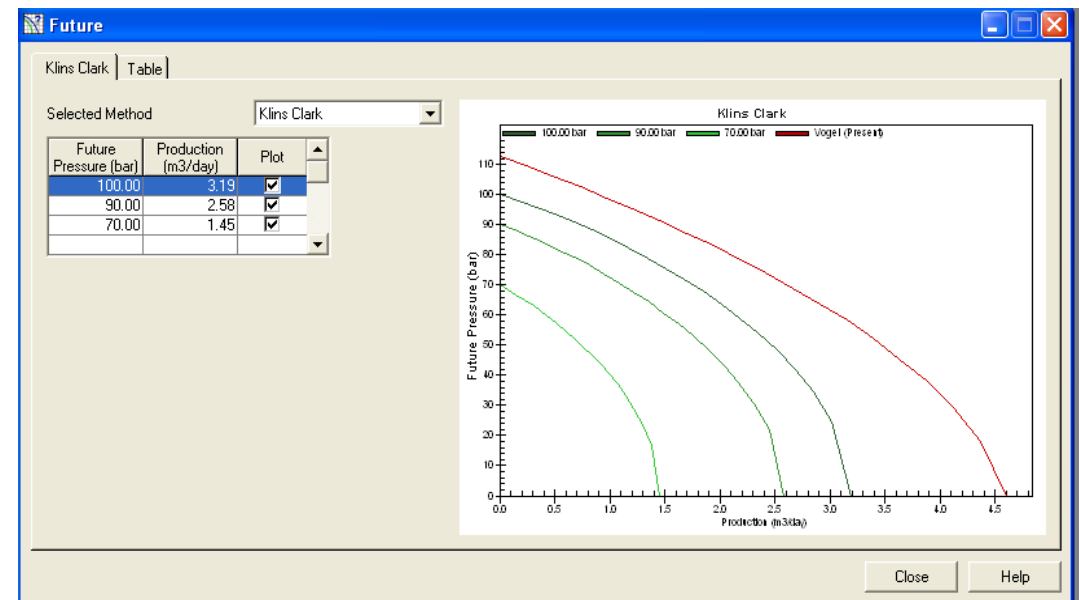 Future
Klins Clark Table
Selected Method Klins Clark
Future Pressure (bar) Production (m3/day) Plot
100.00 3.19
90.00 2.58
70.00 1.45
Klins Clark
100.00 bar 90.00 bar 70.00 bar Vogel (Present)
Future Pressure (bar)
110
100
90
80
70
60
50
40
30
20
10
0
0.0 0.5 1.0 1.5 2.0 2.5 3.0 3.5 4.0 4.5
Production (m3/day)
Close Help